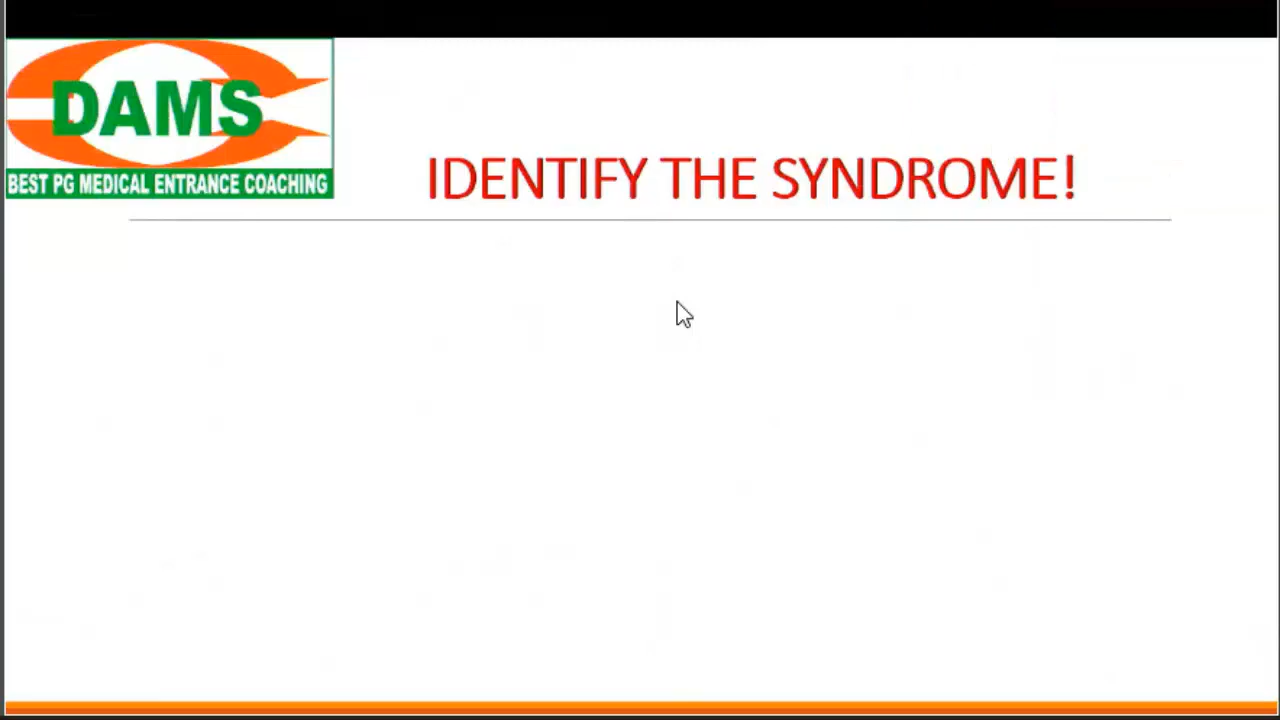 DAMS
BEST PG MEDICAL ENTRANCE COACHING
IDENTIFY THE SYNDROME!